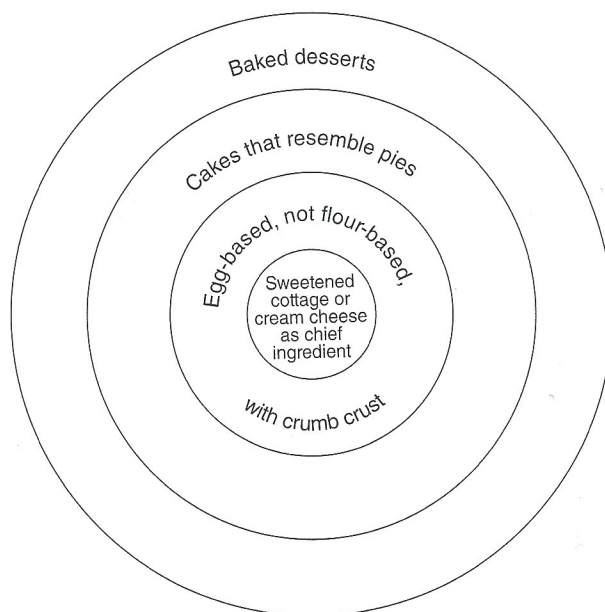 Baked desserts
Cakes that resemble pies
Egg-based, not flour-based,
Sweetened
cottage or
cream cheese
as chief
ingredient
with crumb crust